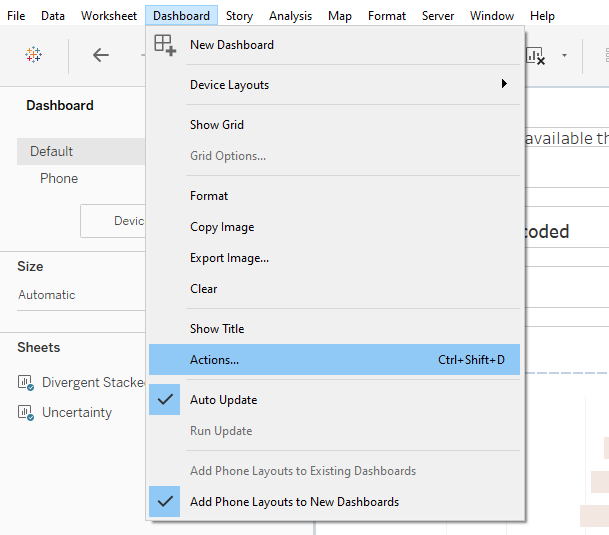 File Data Worksheet Dashboard Story Analysis Map Format Server Window Help
New Dashboard
Dashboard
Device Layouts
Default
Show Grid
available th
Phone
Grid Options...
Format
Devic
Copy Image
coded
Size
Export Image...
Automatic
Clear
Show Title
Sheets
Actions... Ctrl+Shift+D
Divergent Stacke
Auto Update
Uncertainty
Run Update
Add Phone Layouts to Existing Dashboards
Add Phone Layouts to New Dashboards